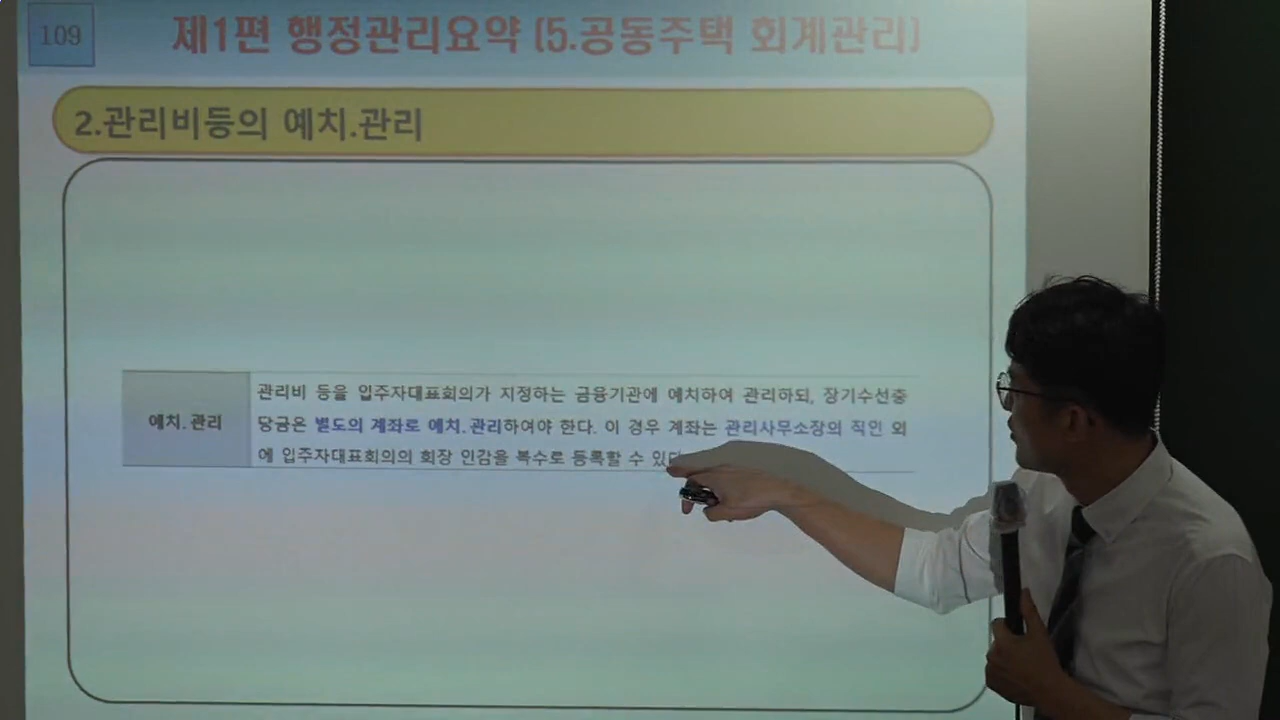 109
제1편 행정관리요약 (5.공동주택 회계관리)
2.관리비등의 예치.관리
예치.관리
관리비 등을 입주자대표회의가 지정하는 금융기관에 예치하여 관리하되, 장기수선충
당금은 별도의 계좌로 예치.관리하여야 한다. 이 경우 계좌는 관리사무소장의 직인 외
에 입주자대표회의의 회장 인감을 복수로 등록할 수 있다